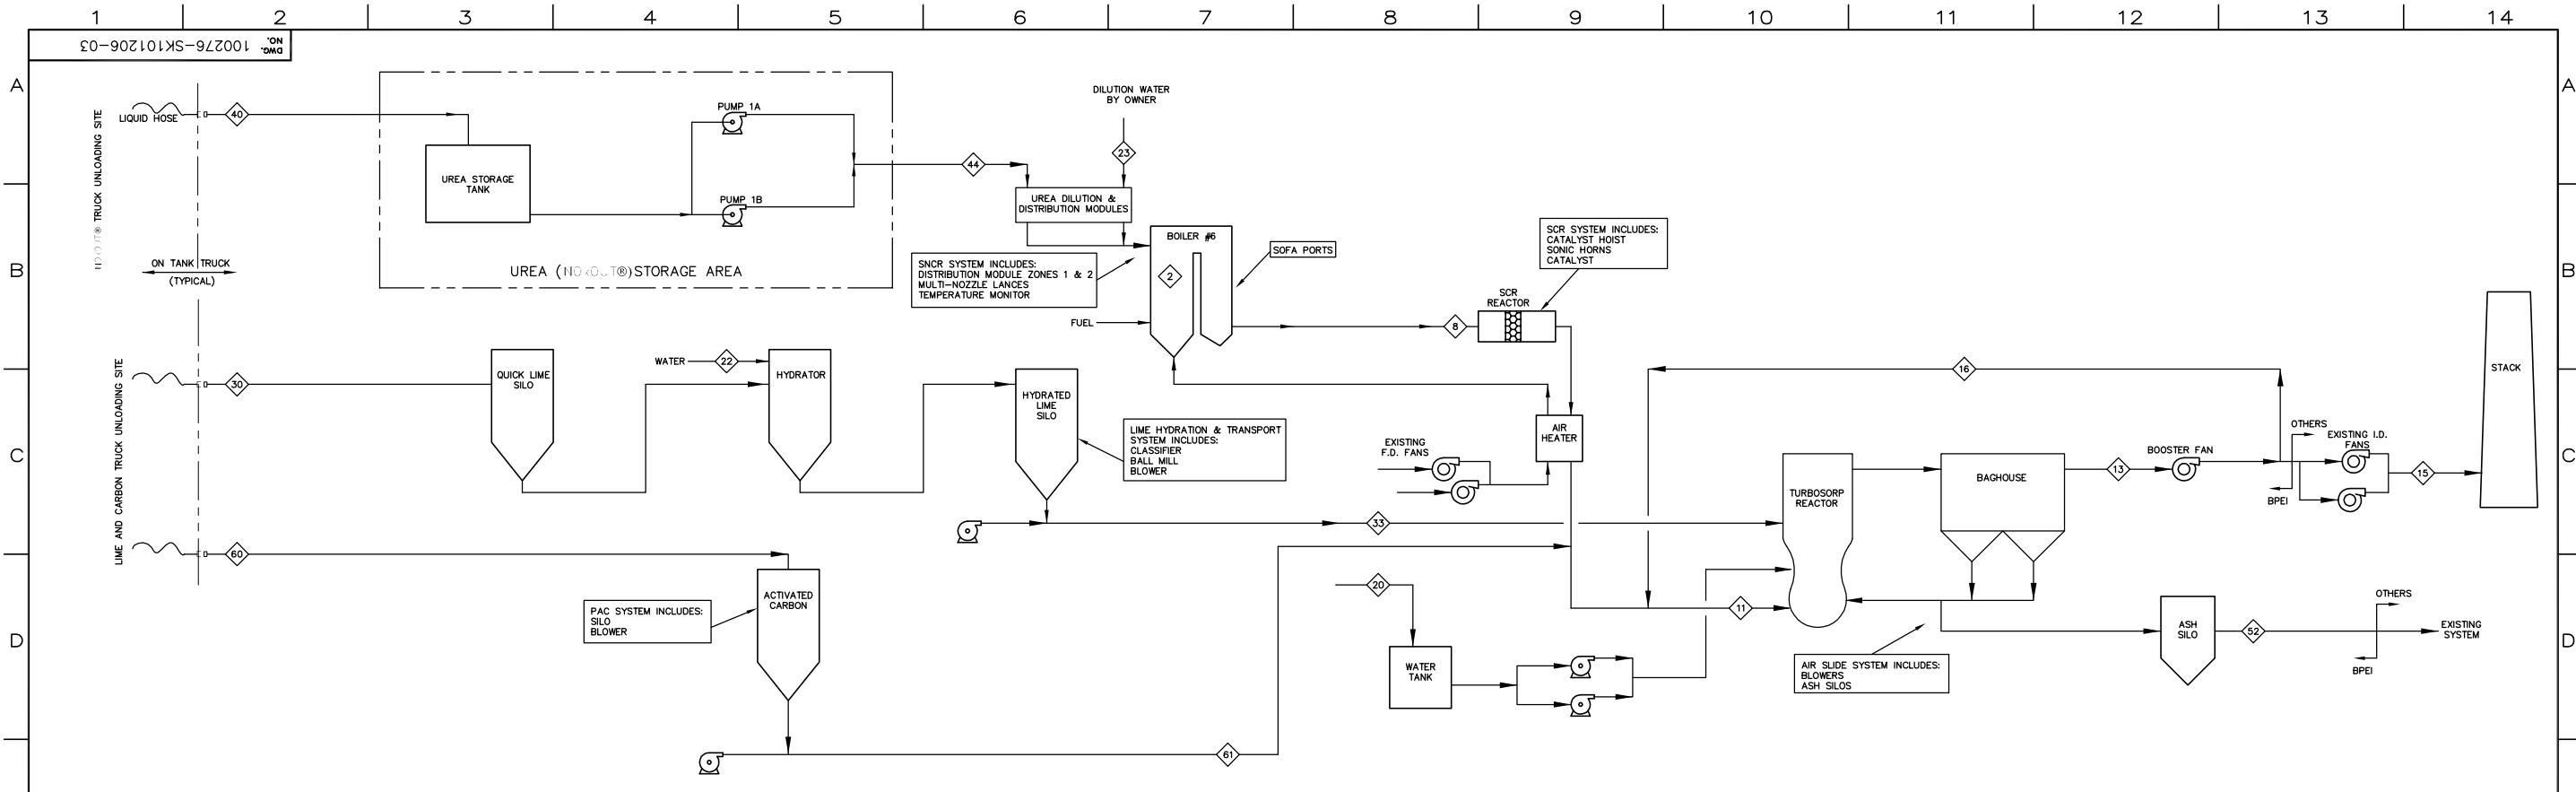 1 2 3 4 5 6 7 8 9 10 11 12 13 14
DWG. NO. 100276-SK101206-03
A A
B B
C C
D D
TRUCK UNLOADING SITE
LIQUID HOSE
40
ON TANK TRUCK
(TYPICAL)
UREA STORAGE
TANK
PUMP 1A
PUMP 1B
UREA (NOxOUT®)STORAGE AREA
44
DILUTION WATER
BY OWNER
23
UREA DILUTION &
DISTRIBUTION MODULES
SNCR SYSTEM INCLUDES:
DISTRIBUTION MODULE ZONES 1 & 2
MULTI-NOZZLE LANCES
TEMPERATURE MONITOR
BOILER #6
2
SOFA PORTS
FUEL
8
SCR
REACTOR
SCR SYSTEM INCLUDES:
CATALYST HOIST
SONIC HORNS
CATALYST
LIME AND CARBON TRUCK UNLOADING SITE
30
QUICK LIME
SILO
WATER
22
HYDRATOR
HYDRATED
LIME
SILO
LIME HYDRATION & TRANSPORT
SYSTEM INCLUDES:
CLASSIFIER
BALL MILL
BLOWER
EXISTING
F.D. FANS
AIR
HEATER
16
33
TURBOSORP
REACTOR
BAGHOUSE
13
BOOSTER FAN
OTHERS
BPEI
EXISTING I.D.
FANS
15
STACK
60
PAC SYSTEM INCLUDES:
SILO
BLOWER
ACTIVATED
CARBON
61
20
WATER
TANK
11
AIR SLIDE SYSTEM INCLUDES:
BLOWERS
ASH SILOS
ASH
SILO
52
OTHERS
BPEI
EXISTING
SYSTEM